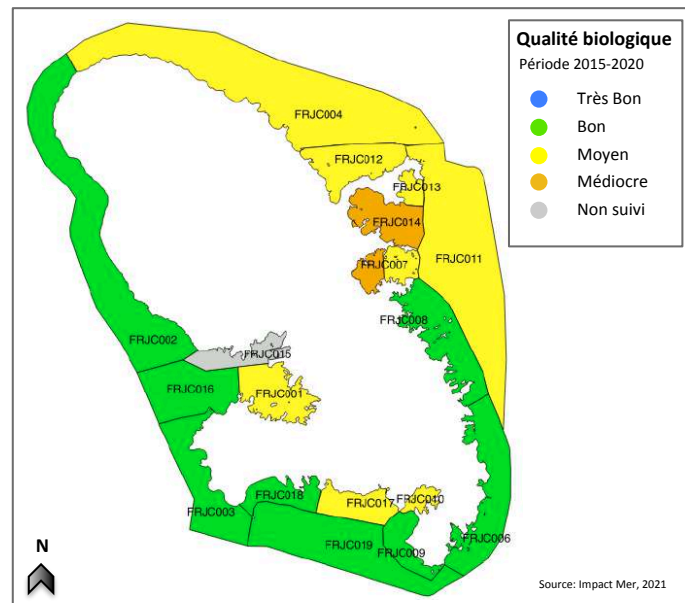 Qualité biologique
Période 2015-2020
Très Bon
Bon
Moyen
Médiocre
Non suivi
FRJC004
FRJC012
FRJC013
FRJC014
FRJC007
FRJC011
FRJC008
FRJC002
FRJC015
FRJC016
FRJC001
FRJC018
FRJC017
FRJC010
FRJC003
FRJC019
FRJC009
FRJC006
N
Source: Impact Mer, 2021